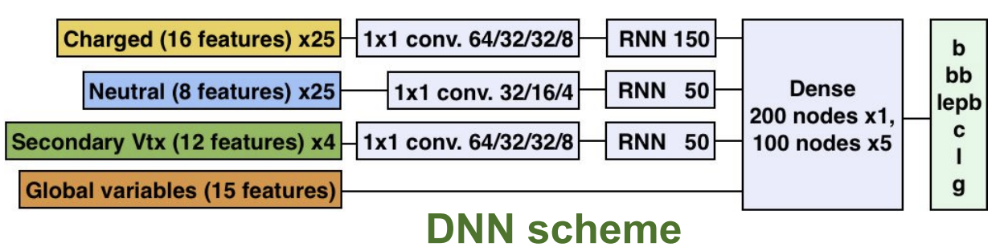 Charged (16 features) x25
1x1 conv. 64/32/32/8
RNN 150
Neutral (8 features) x25
1x1 conv. 32/16/4
RNN 50
Secondary Vtx (12 features) x4
1x1 conv. 64/32/32/8
RNN 50
Global variables (15 features)
Dense
200 nodes x1,
100 nodes x5
b
bb
lepb
c
l
g
DNN scheme